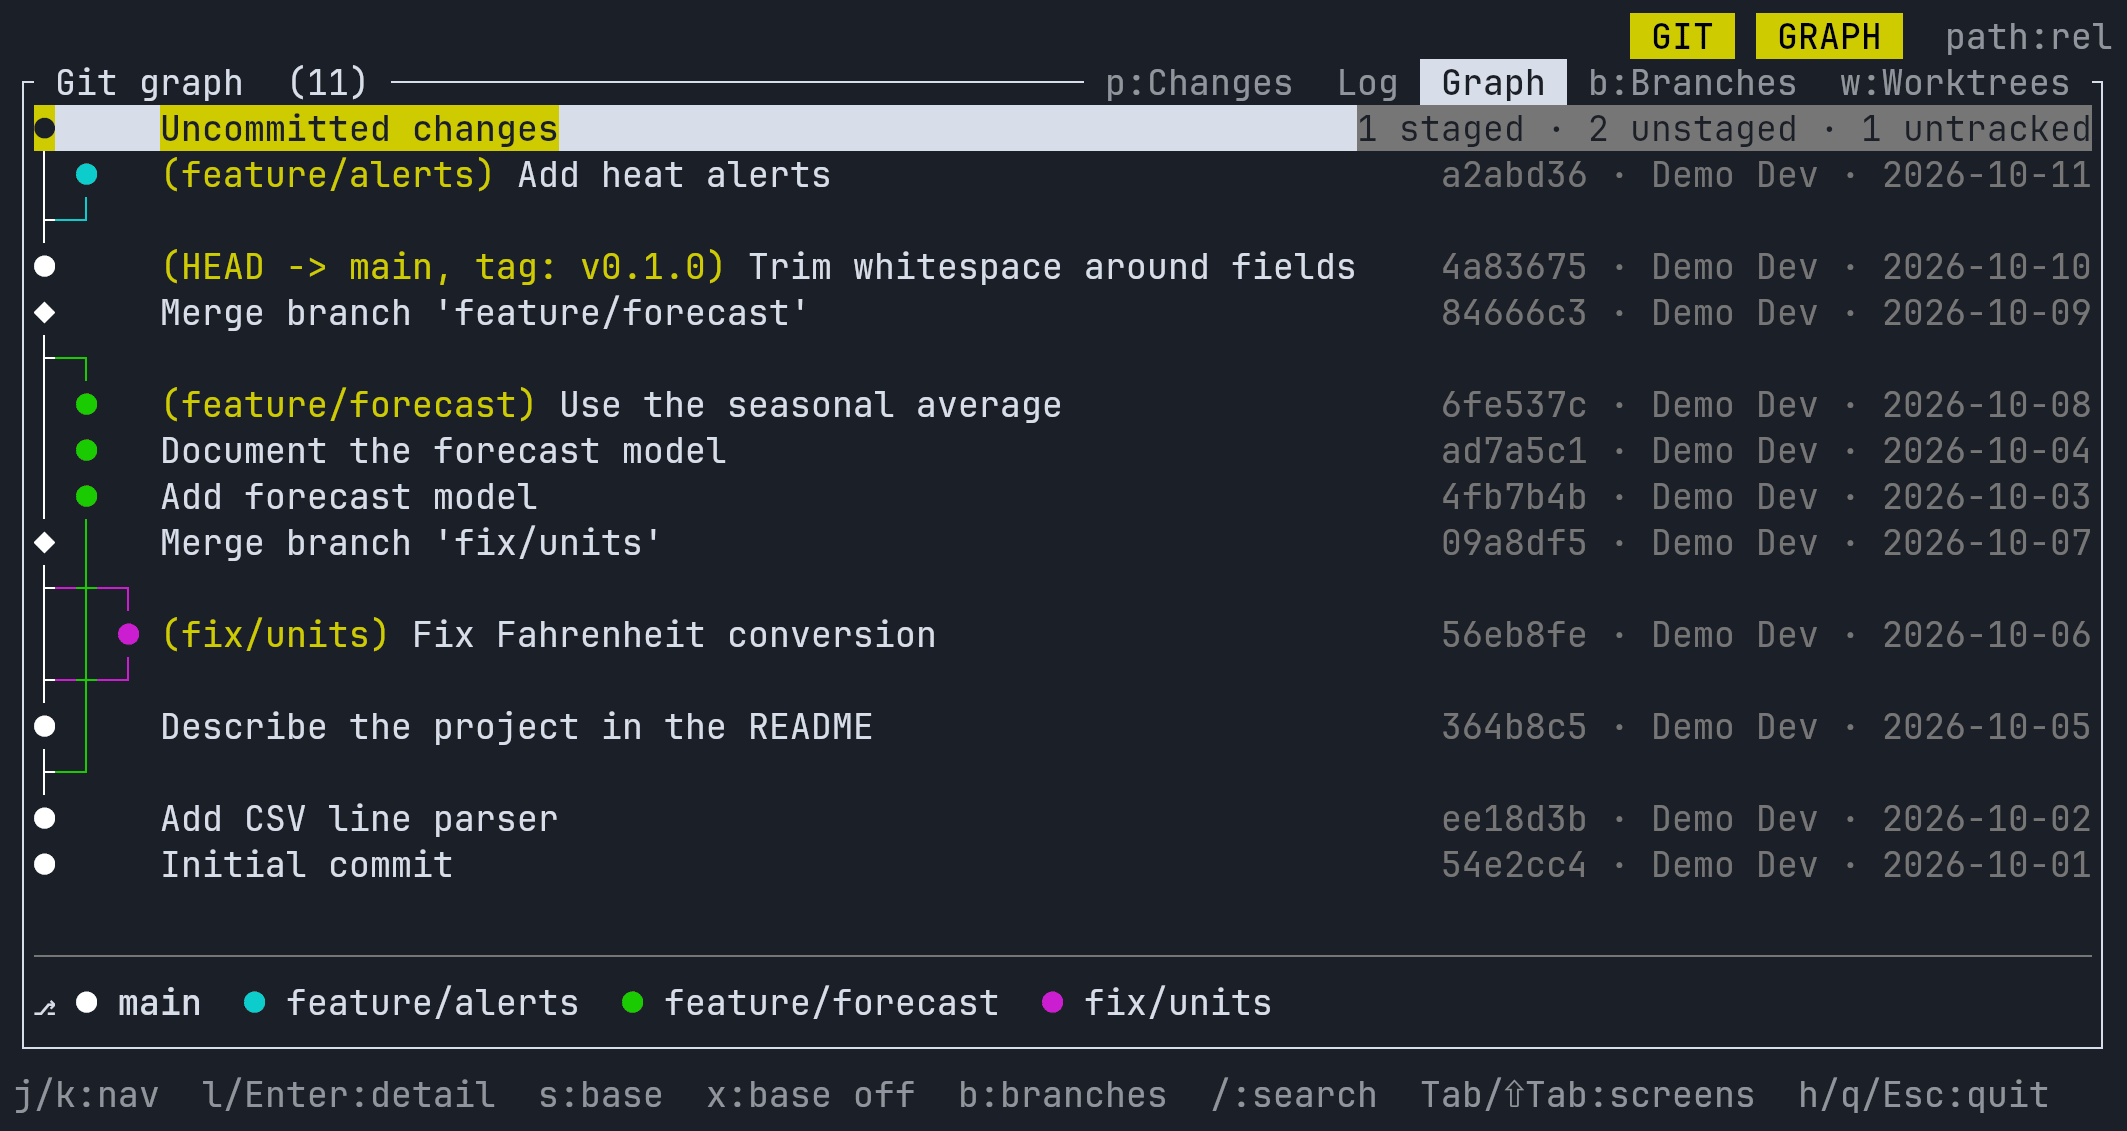 GIT GRAPH path:rel
Git graph (11) p:Changes Log Graph b:Branches w:Worktrees
Uncommitted changes 1 staged · 2 unstaged · 1 untracked
(feature/alerts) Add heat alerts a2abd36 · Demo Dev · 2026-10-11
(HEAD -> main, tag: v0.1.0) Trim whitespace around fields 4a83675 · Demo Dev · 2026-10-10
Merge branch 'feature/forecast' 84666c3 · Demo Dev · 2026-10-09
(feature/forecast) Use the seasonal average 6fe537c · Demo Dev · 2026-10-08
Document the forecast model ad7a5c1 · Demo Dev · 2026-10-04
Add forecast model 4fb7b4b · Demo Dev · 2026-10-03
Merge branch 'fix/units' 09a8df5 · Demo Dev · 2026-10-07
(fix/units) Fix Fahrenheit conversion 56eb8fe · Demo Dev · 2026-10-06
Describe the project in the README 364b8c5 · Demo Dev · 2026-10-05
Add CSV line parser ee18d3b · Demo Dev · 2026-10-02
Initial commit 54e2cc4 · Demo Dev · 2026-10-01
⎇ ● main ● feature/alerts ● feature/forecast ● fix/units
j/k:nav l/Enter:detail s:base x:base off b:branches /:search Tab/⇧Tab:screens h/q/Esc:quit